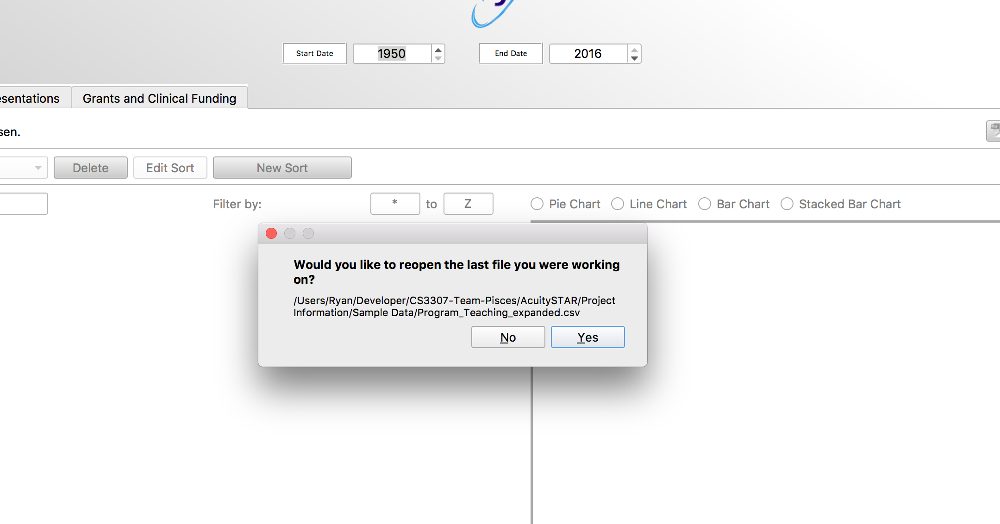 Start Date 1950 End Date 2016
esentations Grants and Clinical Funding
sen.
Delete Edit Sort New Sort
Filter by: * to Z Pie Chart Line Chart Bar Chart Stacked Bar Chart
Would you like to reopen the last file you were working
on?
/Users/Ryan/Developer/CS3307-Team-Pisces/AcuitySTAR/Project
Information/Sample Data/Program_Teaching_expanded.csv
No Yes